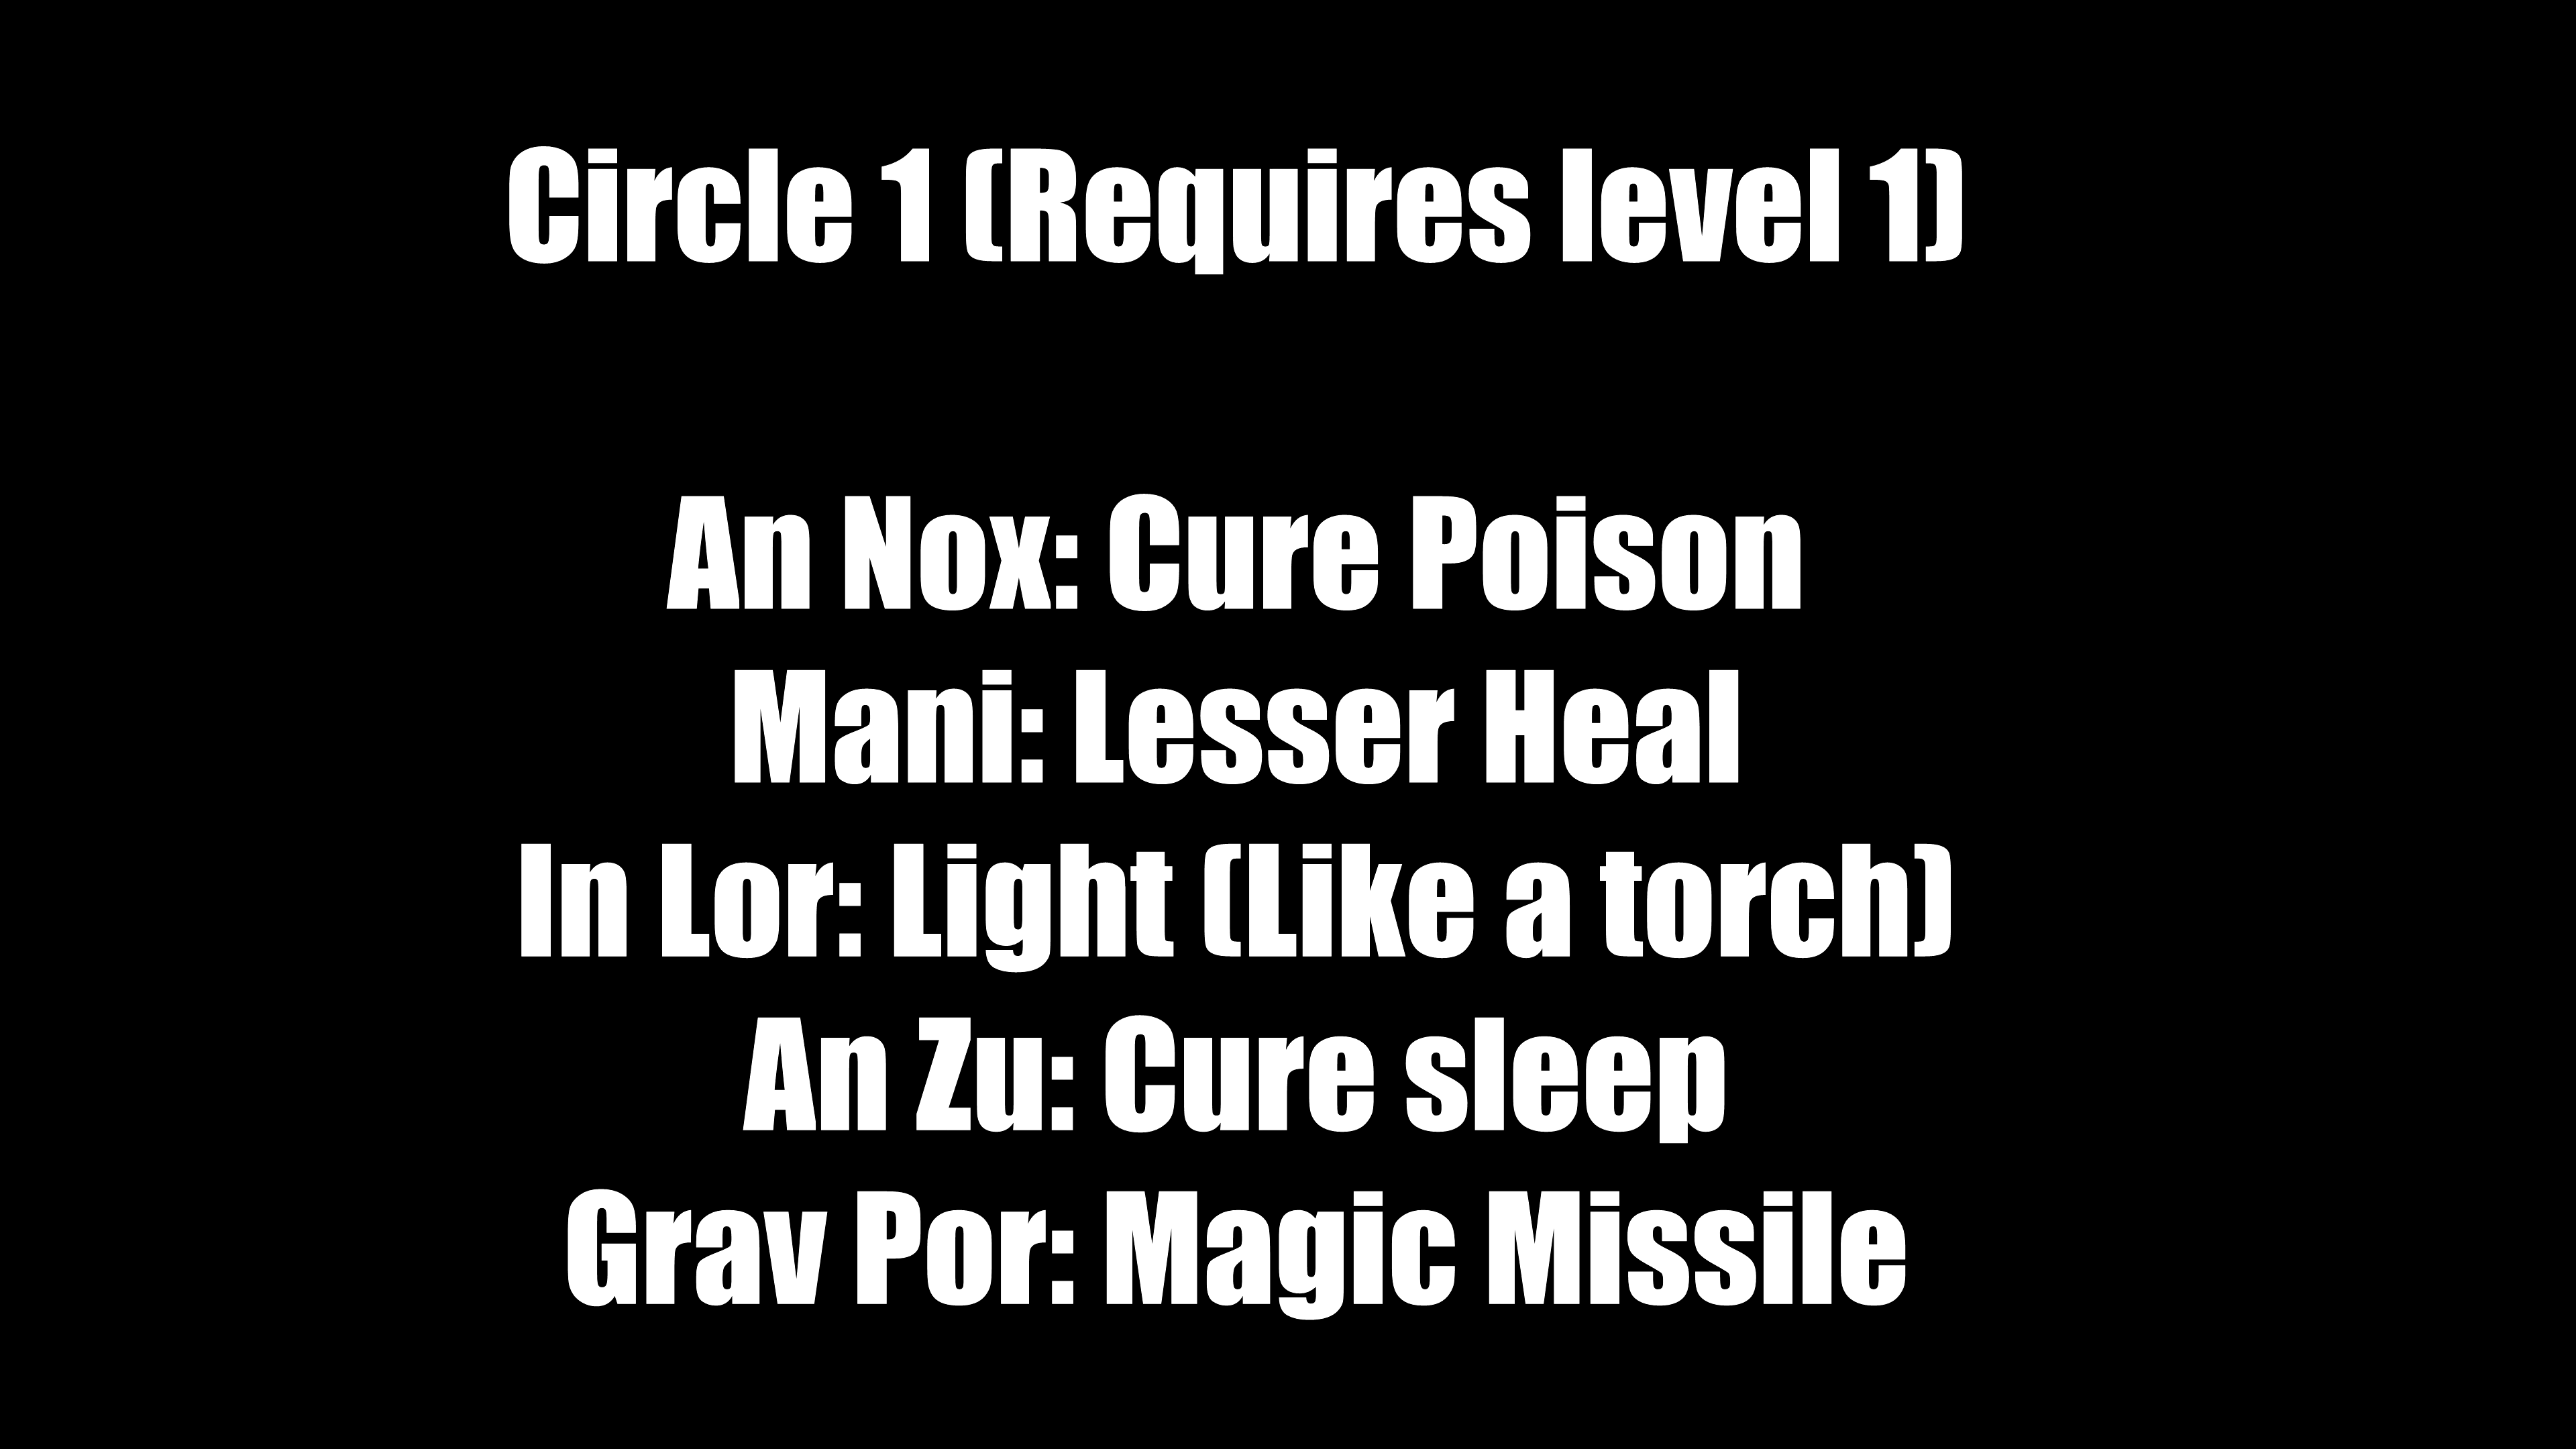 Circle 1 (Requires level 1)
An Nox: Cure Poison
Mani: Lesser Heal
In Lor: Light (Like a torch)
An Zu: Cure sleep
Grav Por: Magic Missile